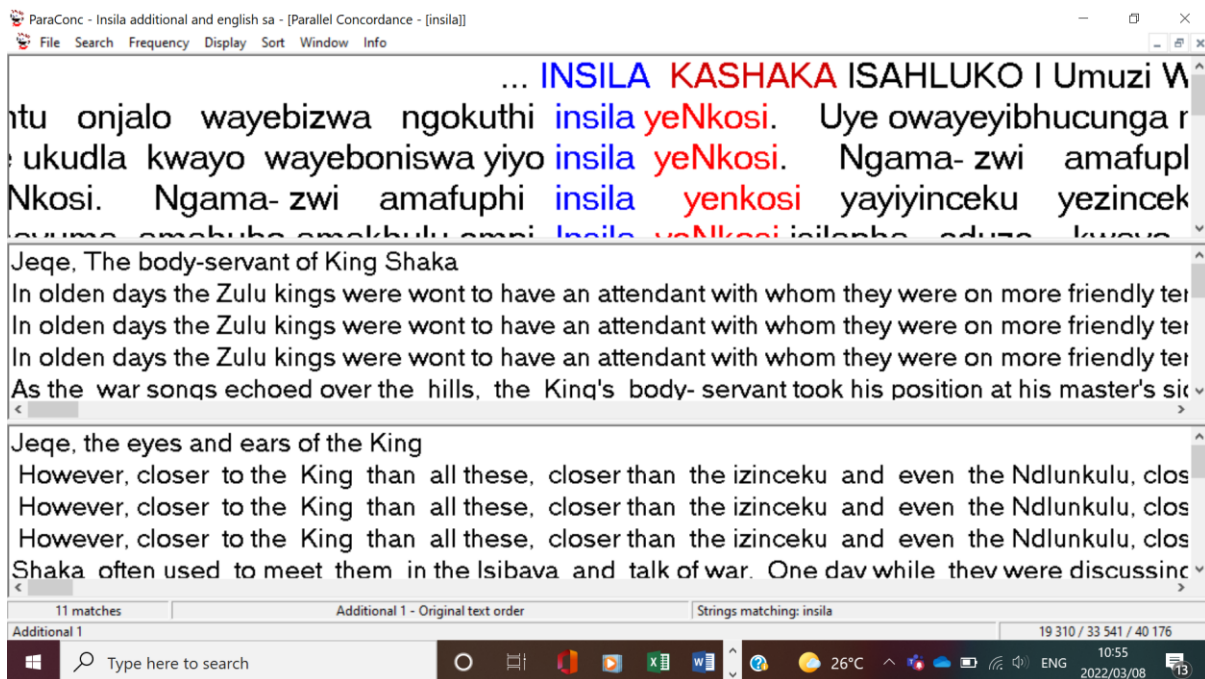 ParaConc - Insila additional and english sa - [Parallel Concordance - [insila]]
File Search Frequency Display Sort Window Info
... INSILA KASHAKA ISAHLUKO I Umuzi W
ntu onjalo wayebizwa ngokuthi insila yeNkosi. Uye owayeyibhucunga
ukudla kwayo wayeboniswa yiyo insila yeNkosi. Ngama- zwi amafupl
Nkosi. Ngama- zwi amafuphi insila yenkosi yayiyinceku yezincek
Insila yeNkosi
Jeqe, The body-servant of King Shaka
In olden days the Zulu kings were wont to have an attendant with whom they were on more friendly ter
In olden days the Zulu kings were wont to have an attendant with whom they were on more friendly ter
In olden days the Zulu kings were wont to have an attendant with whom they were on more friendly ter
As the war songs echoed over the hills, the King's body- servant took his position at his master's sid
Jeqe, the eyes and ears of the King
However, closer to the King than all these, closer than the izinceku and even the Ndlunkulu, clos
However, closer to the King than all these, closer than the izinceku and even the Ndlunkulu, clos
However, closer to the King than all these, closer than the izinceku and even the Ndlunkulu, clos
Shaka often used to meet them in the Isibaya and talk of war. One day while they were discussing
11 matches Additional 1 - Original text order Strings matching: insila
Additional 1 19 310 / 33 541 / 40 176
Type here to search 26°C ENG 10:55
2022/03/08 13